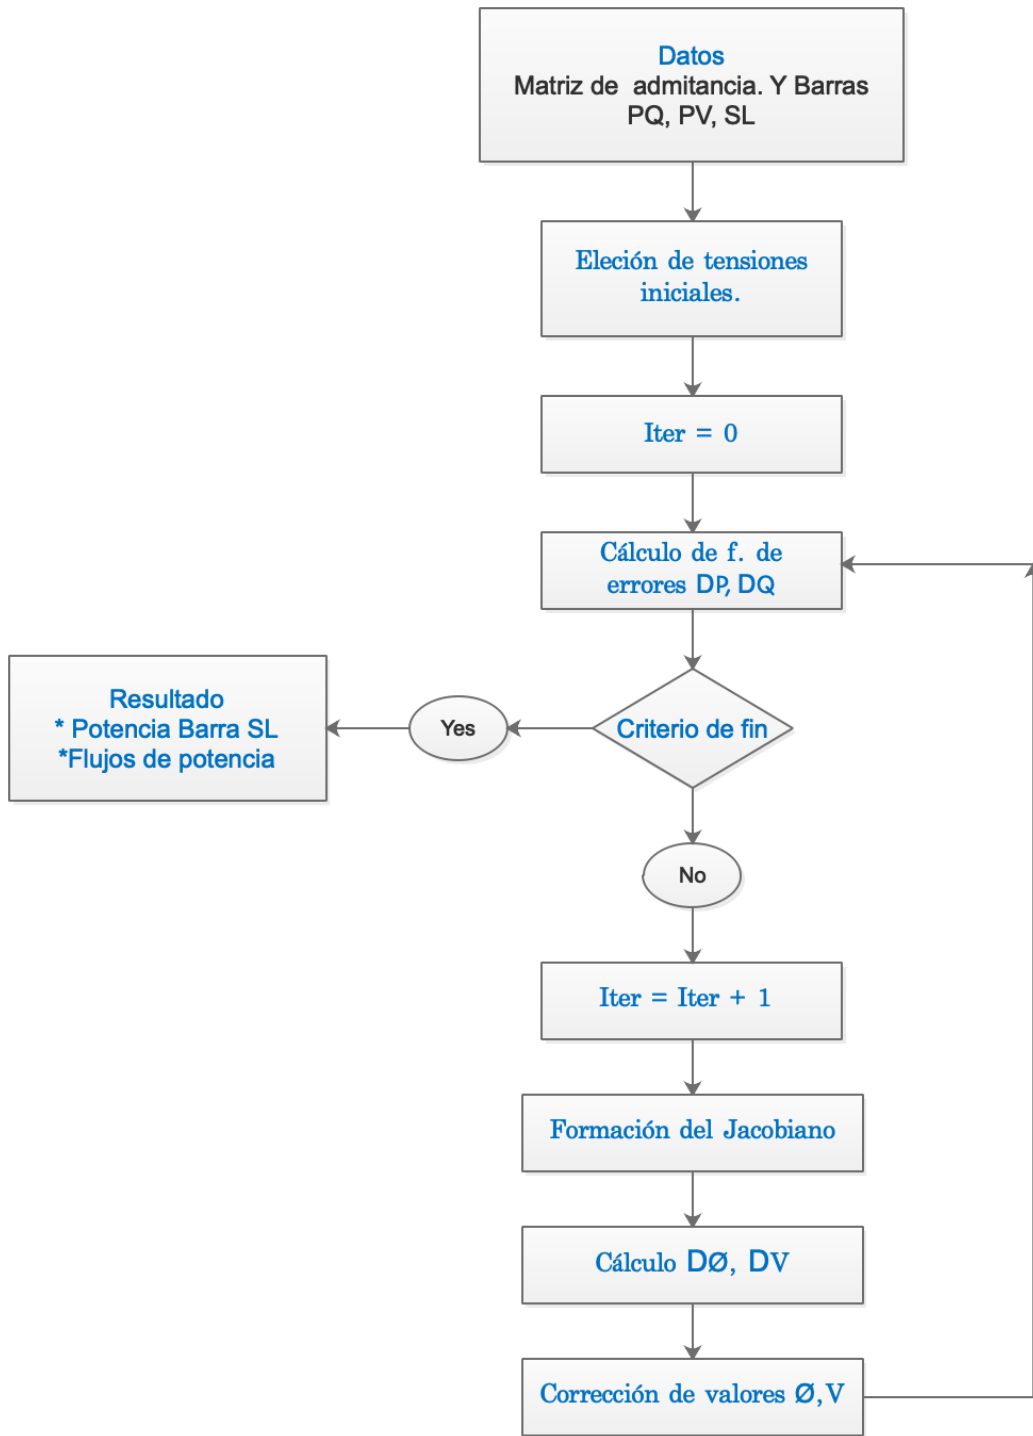 Datos
Matriz de admitancia. Y Barras
PQ, PV, SL
Eleción de tensiones
iniciales.
Iter = 0
Cálculo de f. de
errores DP, DQ
Criterio de fin
Yes
Resultado
* Potencia Barra SL
*Flujos de potencia
No
Iter = Iter + 1
Formación del Jacobiano
Cálculo DØ, DV
Corrección de valores Ø,V